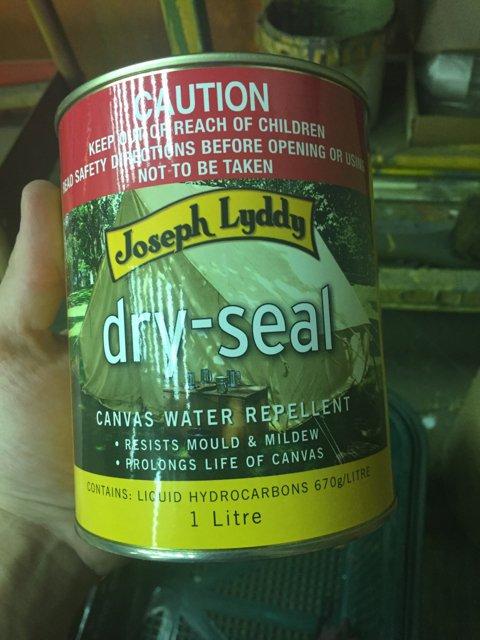 CAUTION
KEEP OUT OF REACH OF CHILDREN
READ SAFETY DIRECTIONS BEFORE OPENING OR USING
NOT TO BE TAKEN
Joseph Lyddy
dry-seal
CANVAS WATER REPELLENT
• RESISTS MOULD & MILDEW
• PROLONGS LIFE OF CANVAS
CONTAINS: LIQUID HYDROCARBONS 670g/LITRE
1 Litre